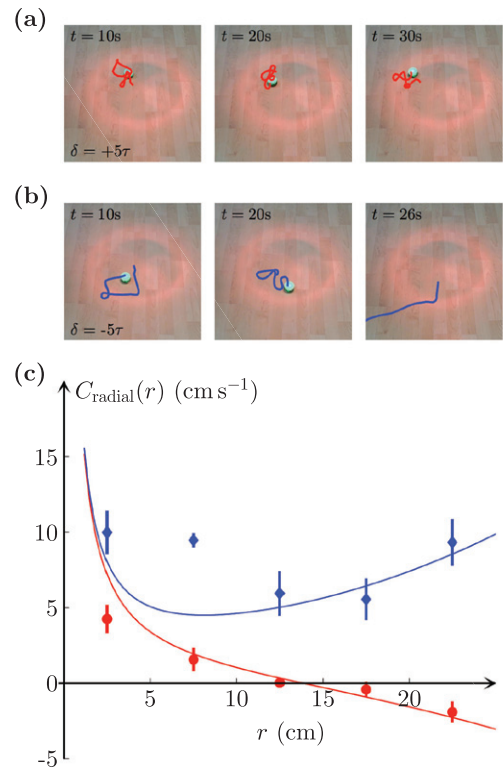 (a)
t = 10s
t = 20s
t = 30s
δ = +5τ
(b)
t = 10s
t = 20s
t = 26s
δ = -5τ
(c)
C_radial(r) (cm s⁻¹)
15
10
5
0
-5
5
10
15
20
r (cm)